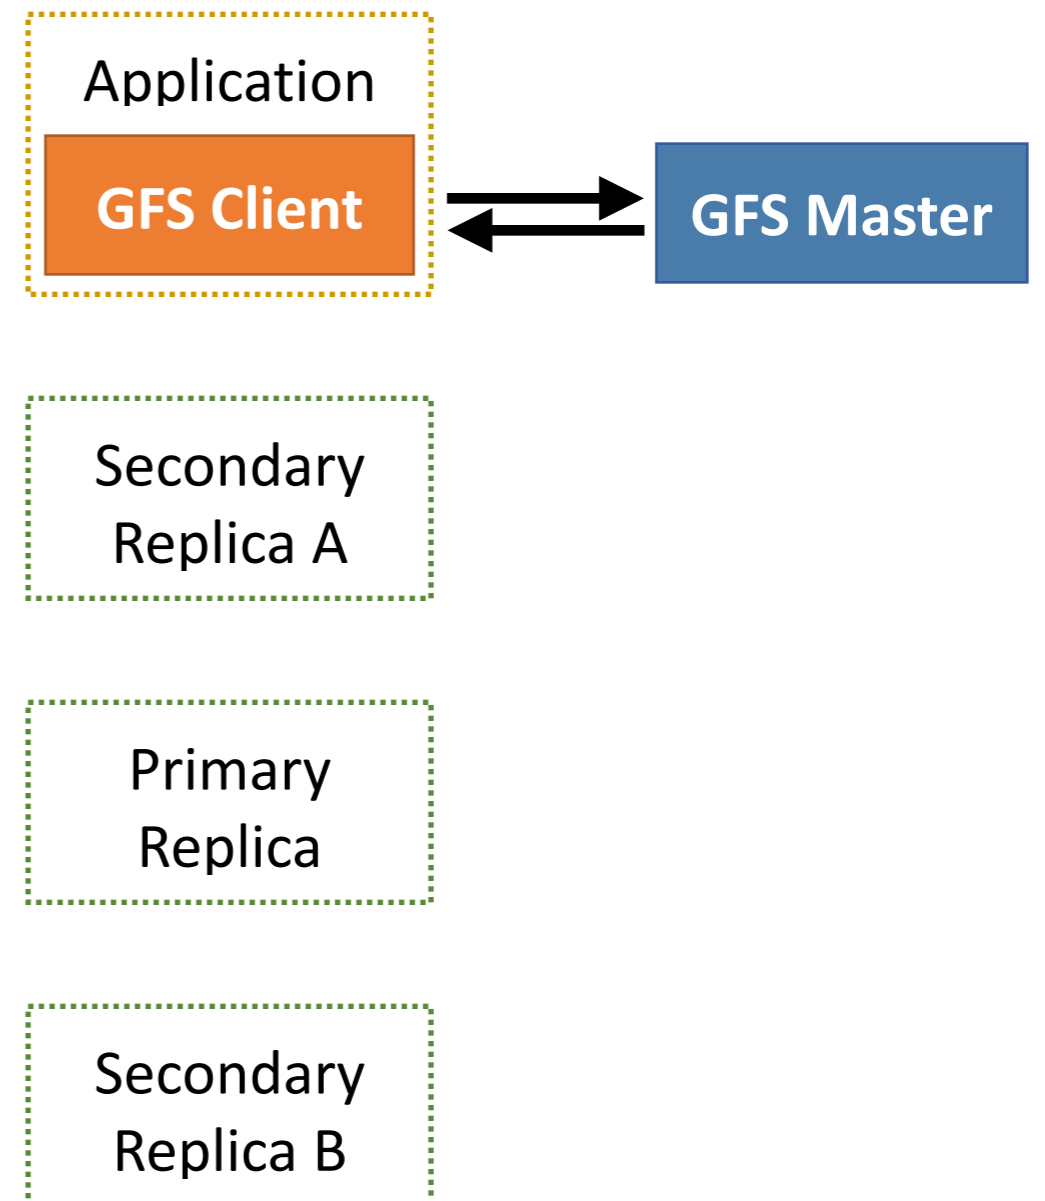 Application
GFS Client
GFS Master
Secondary
Replica A
Primary
Replica
Secondary
Replica B